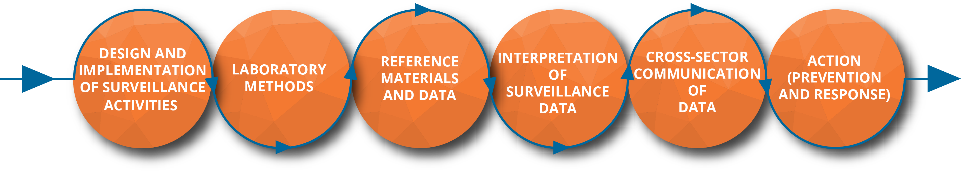 DESIGN AND
IMPLEMENTATION
OF SURVEILLANCE
ACTIVITIES
LABORATORY
METHODS
REFERENCE
MATERIALS
AND DATA
INTERPRETATION
OF
SURVEILLANCE
DATA
CROSS-SECTOR
COMMUNICATION
OF
DATA
ACTION
(PREVENTION
AND RESPONSE)